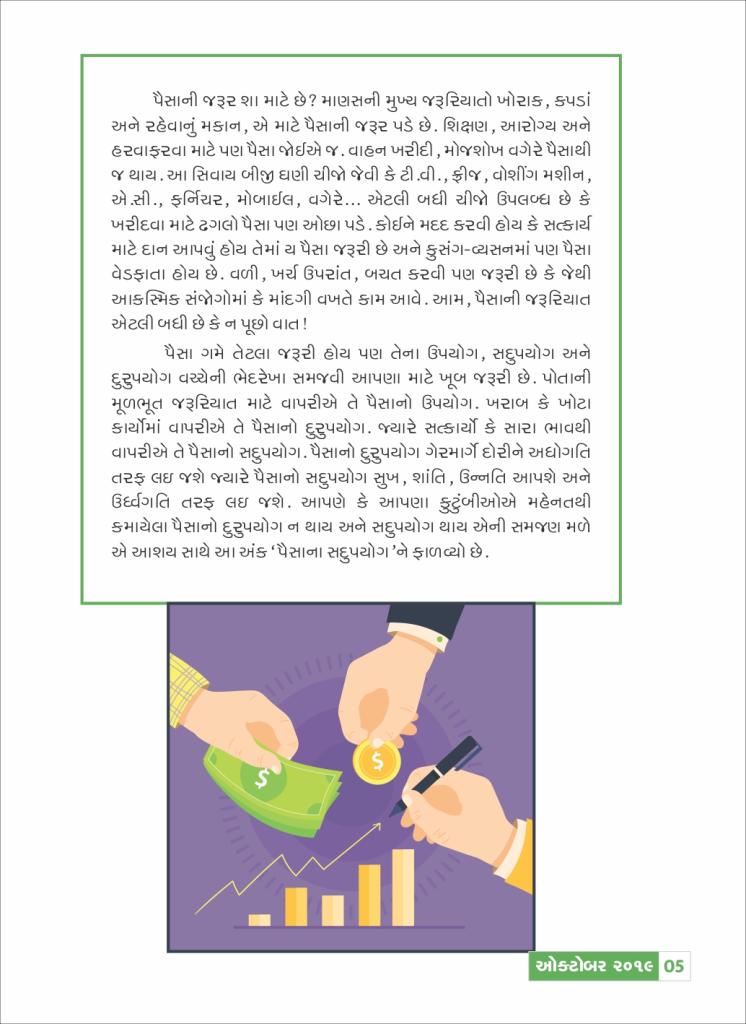 પૈસાની જરૂર શા માટે છે? માણસની મુખ્ય જરૂરિયાતો ખોરાક, કપડાં
અને રહેવાનું મકાન, એ માટે પૈસાની જરૂર પડે છે. શિક્ષણ, આરોગ્ય અને
હરવાફરવા માટે પણ પૈસા જોઈએ જ. વાહન ખરીદી, મોજશોખ વગેરે પૈસાથી
જ થાય. આ સિવાય બીજી ઘણી ચીજો જેવી કે ટી.વી., ફ્રીજ, વોશીંગ મશીન,
એ.સી., ફર્નિચર, મોબાઈલ, વગેરે... એટલી બધી ચીજો ઉપલબ્ધ છે કે
ખરીદવા માટે ઢગલો પૈસા પણ ઓછા પડે. કોઈને મદદ કરવી હોય કે સત્કાર્ય
માટે દાન આપવું હોય તેમાં ય પૈસા જરૂરી છે અને કુસંગ-વ્યસનમાં પણ પૈસા
વેડફાતા હોય છે. વળી, ખર્ચ ઉપરાંત, બચત કરવી પણ જરૂરી છે કે જેથી
આકસ્મિક સંજોગોમાં કે માંદગી વખતે કામ આવે. આમ, પૈસાની જરૂરિયાત
એટલી બધી છે કે ન પૂછો વાત!
પૈસા ગમે તેટલા જરૂરી હોય પણ તેના ઉપયોગ, સદુપયોગ અને
દુરુપયોગ વચ્ચેની ભેદરેખા સમજવી આપણા માટે ખૂબ જરૂરી છે. પોતાની
મૂળભૂત જરૂરિયાત માટે વાપરીએ તે પૈસાનો ઉપયોગ. ખરાબ કે ખોટા
કાર્યોમાં વાપરીએ તે પૈસાનો દુરુપયોગ. જ્યારે સત્કાર્યો કે સારા ભાવથી
વાપરીએ તે પૈસાનો સદુપયોગ. પૈસાનો દુરુપયોગ ગેરમાર્ગે દોરીને અધોગતિ
તરફ લઇ જશે જ્યારે પૈસાનો સદુપયોગ સુખ, શાંતિ, ઉન્નતિ આપશે અને
ઉર્ધ્વગતિ તરફ લઇ જશે. આપણે કે આપણા કુટુંબીઓએ મહેનતથી
કમાયેલા પૈસાનો દુરુપયોગ ન થાય અને સદુપયોગ થાય એની સમજણ મળે
એ આશય સાથે આ અંક ‘પૈસાના સદુપયોગ’ને ફાળવ્યો છે.
$
$
ઓક્ટોબર ૨૦૧૯ 05